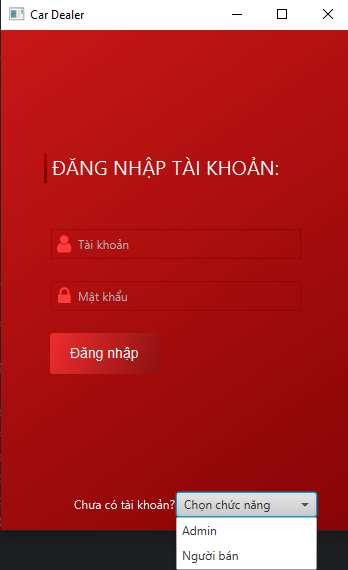 Car Dealer
ĐĂNG NHẬP TÀI KHOẢN:
Tài khoản
Mật khẩu
Đăng nhập
Chưa có tài khoản? Chọn chức năng
Admin
Người bán